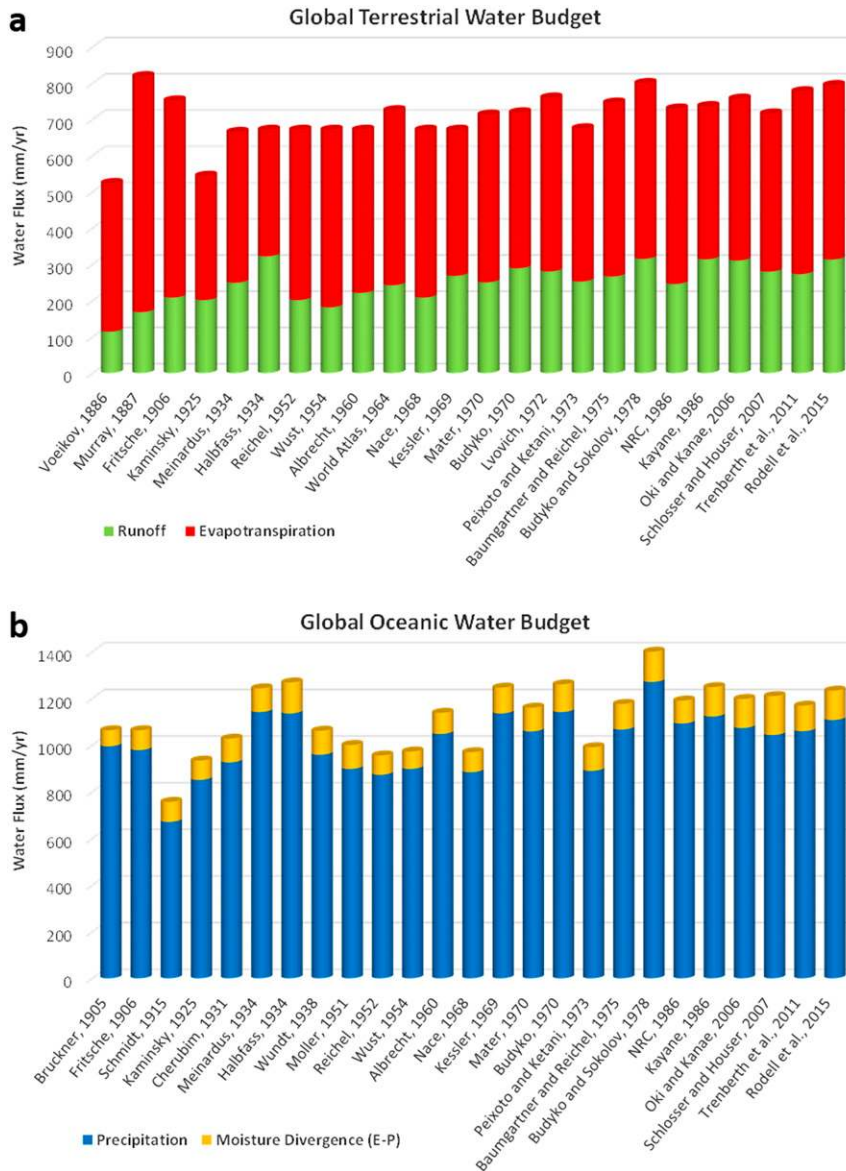 a
Global Terrestrial Water Budget
900
800
700
600
500
400
300
200
100
0
Water Flux (mm/yr)
Voeikov, 1886
Murray, 1887
Fritsche, 1906
Kaminsky, 1925
Meinardus, 1934
Halbfass, 1934
Reichel, 1952
Wust, 1954
Albrecht, 1960
World Atlas, 1964
Nace, 1968
Kessler, 1969
Mater, 1970
Budyko, 1970
Lvovich, 1972
Peixoto and Ketani, 1973
Baumgartner and Reichel, 1975
Budyko and Sokolov, 1978
NRC, 1986
Kayane, 1986
Oki and Kanae, 2006
Schlosser and Houser, 2007
Trenberth et al., 2011
Rodell et al., 2015
Runoff
Evapotranspiration
b
Global Oceanic Water Budget
1400
1200
1000
800
600
400
200
0
Water Flux (mm/yr)
Bruckner, 1905
Fritsche, 1906
Schmidt, 1915
Kaminsky, 1925
Cherubim, 1931
Meinardus, 1934
Halbfass, 1934
Wundt, 1938
Moller, 1951
Reichel, 1952
Wust, 1954
Albrecht, 1960
Nace, 1968
Kessler, 1969
Mater, 1970
Budyko, 1970
Peixoto and Ketani, 1973
Baumgartner and Reichel, 1975
Budyko and Sokolov, 1978
NRC, 1986
Kayane, 1986
Oki and Kanae, 2006
Schlosser and Houser, 2007
Trenberth et al., 2011
Rodell et al., 2015
Precipitation
Moisture Divergence (E-P)